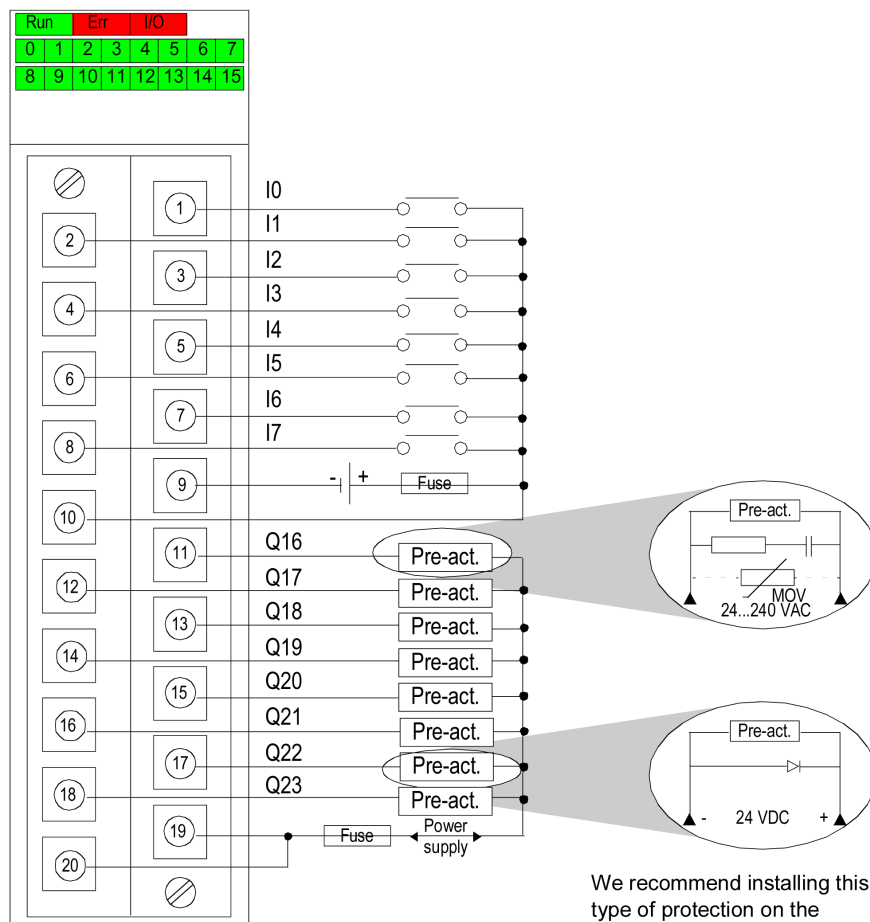 Run Err I/O
0 1 2 3 4 5 6 7
8 9 10 11 12 13 14 15
1 I0
2 I1
3 I2
4 I3
5 I4
6 I5
7 I6
8 I7
9 - + Fuse
10
11 Q16 Pre-act.
12 Q17 Pre-act.
13 Q18 Pre-act.
14 Q19 Pre-act.
15 Q20 Pre-act.
16 Q21 Pre-act.
17 Q22 Pre-act.
18 Q23 Pre-act.
19 Fuse Power
supply
20
Pre-act.
MOV
24...240 VAC
Pre-act.
- 24 VDC +
We recommend installing this
type of protection on the